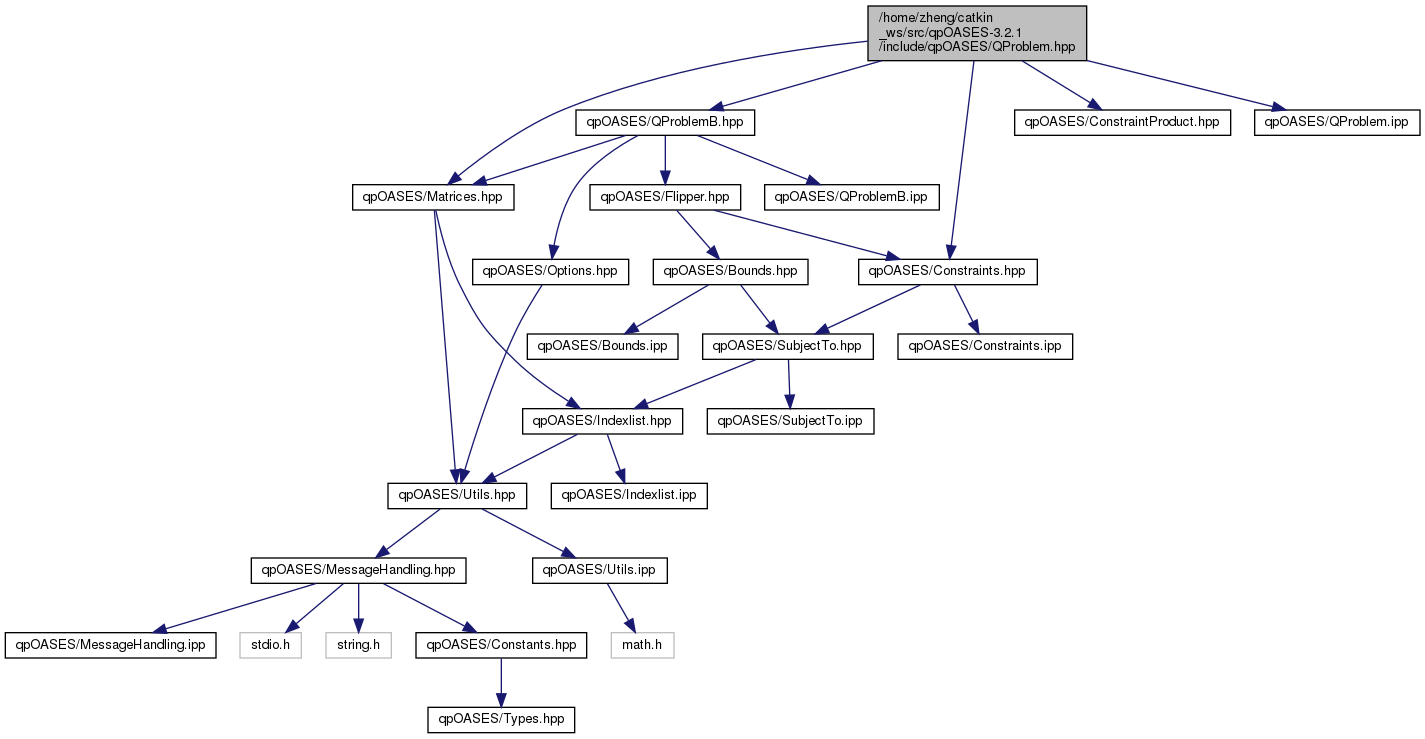 /home/zheng/catkin
_ws/src/qpOASES-3.2.1
/include/qpOASES/QProblem.hpp
qpOASES/QProblemB.hpp
qpOASES/ConstraintProduct.hpp
qpOASES/QProblem.ipp
qpOASES/Matrices.hpp
qpOASES/Flipper.hpp
qpOASES/QProblemB.ipp
qpOASES/Options.hpp
qpOASES/Bounds.hpp
qpOASES/Constraints.hpp
qpOASES/Bounds.ipp
qpOASES/SubjectTo.hpp
qpOASES/Constraints.ipp
qpOASES/Indexlist.hpp
qpOASES/SubjectTo.ipp
qpOASES/Utils.hpp
qpOASES/Indexlist.ipp
qpOASES/MessageHandling.hpp
qpOASES/Utils.ipp
qpOASES/MessageHandling.ipp
stdio.h
string.h
qpOASES/Constants.hpp
math.h
qpOASES/Types.hpp